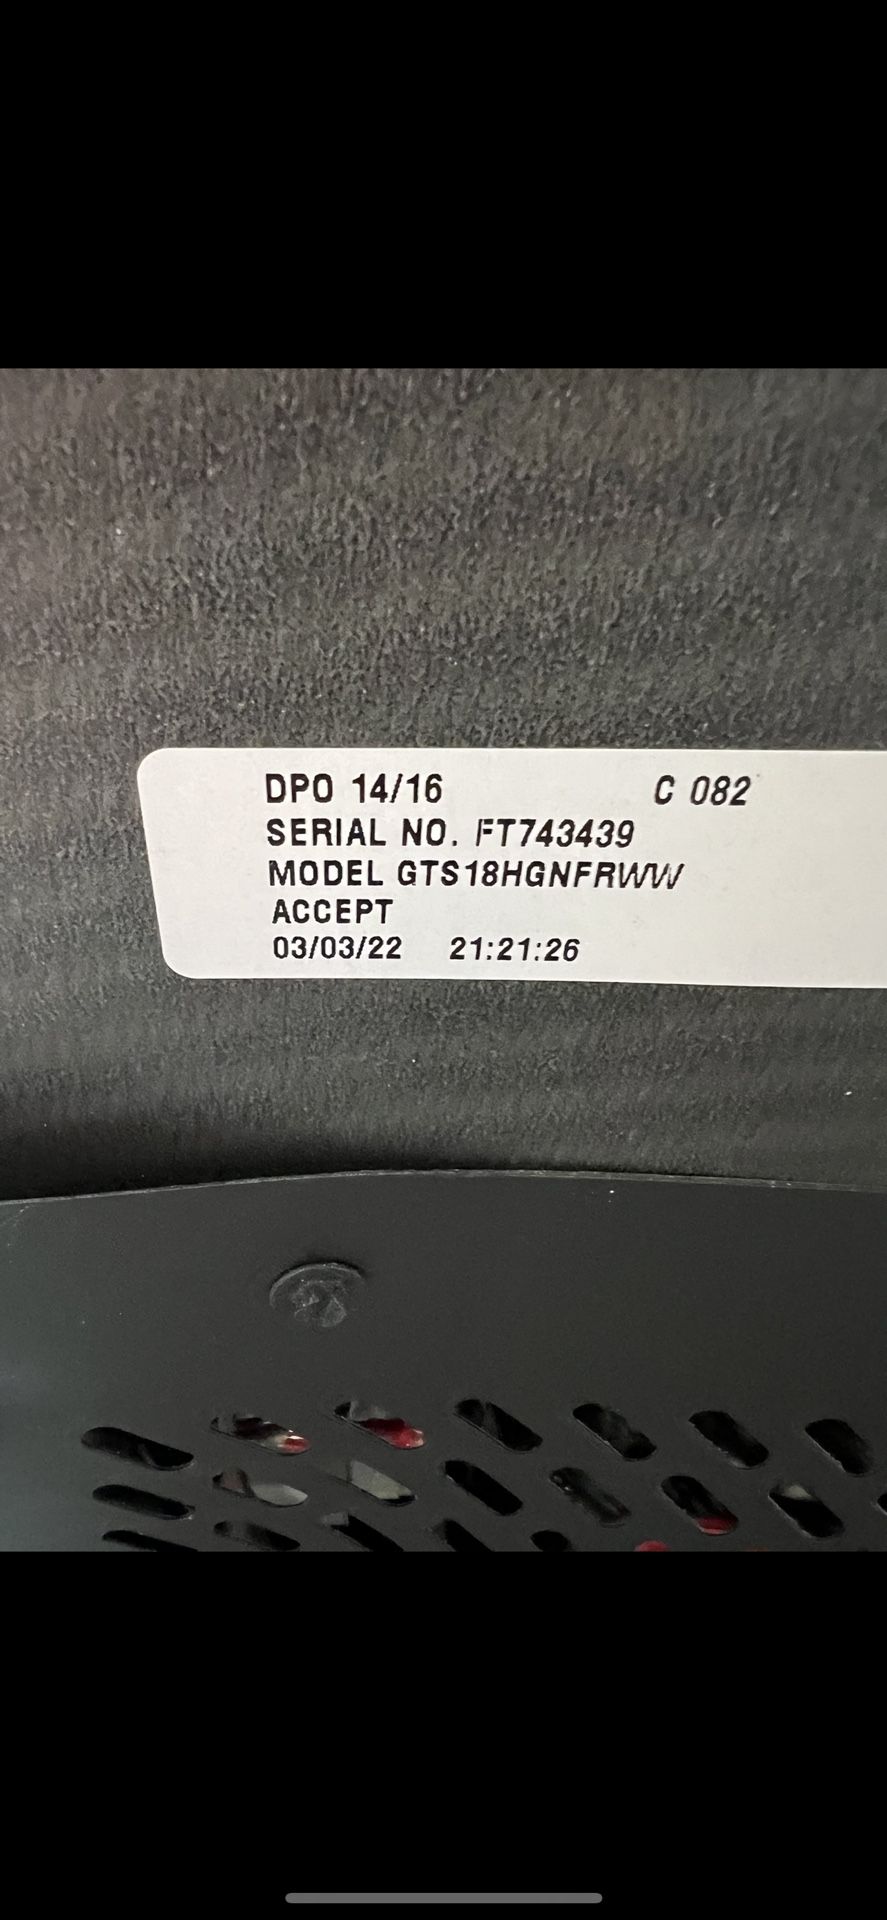 DPO 14/16 C 082
SERIAL NO. FT743439
MODEL GTS18HGNFRWW
ACCEPT
03/03/22 21:21:26